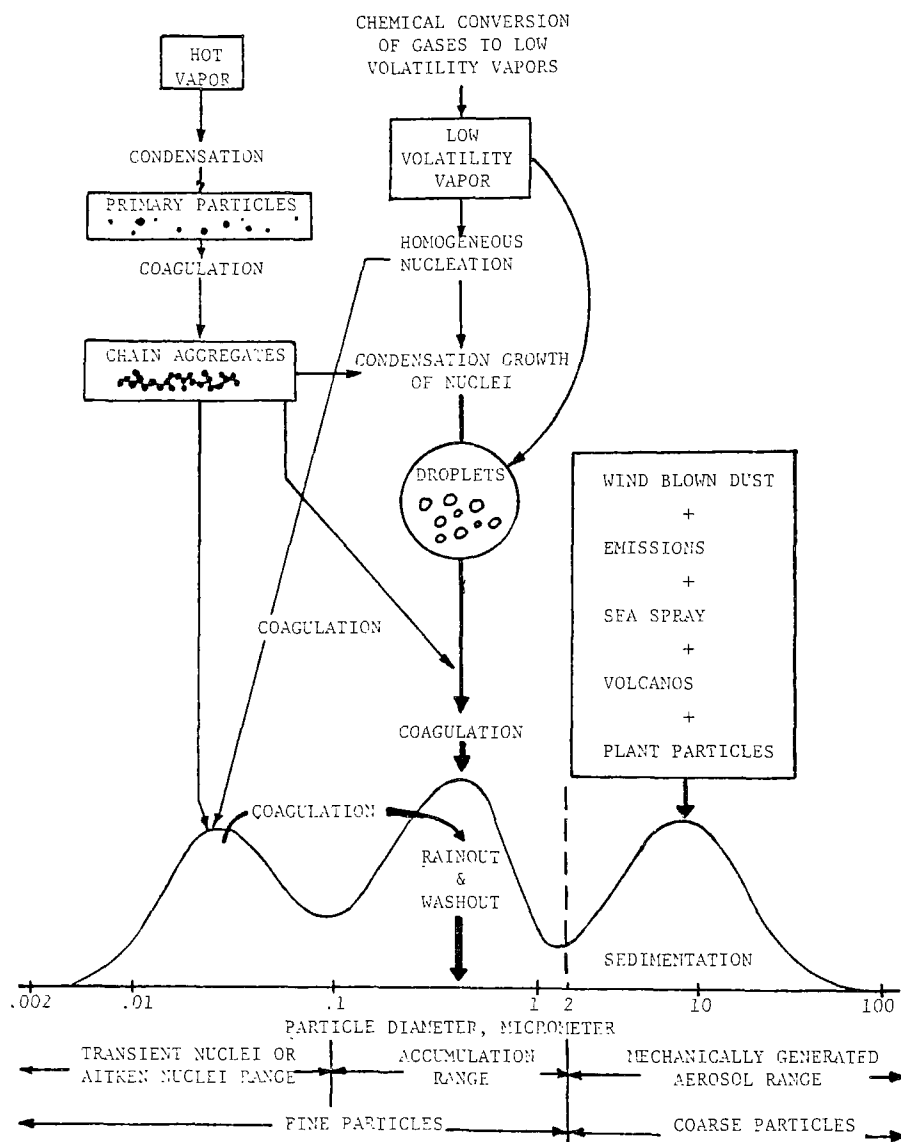 HOT
VAPOR
CONDENSATION
PRIMARY PARTICLES
COAGULATION
CHAIN AGGREGATES
CHEMICAL CONVERSION
OF GASES TO LOW
VOLATILITY VAPORS
LOW
VOLATILITY
VAPOR
HOMOGENEOUS
NUCLEATION
CONDENSATION GROWTH
OF NUCLEI
DROPLETS
COAGULATION
COAGULATION
COAGULATION
RAINOUT
&
WASHOUT
WIND BLOWN DUST
+
EMISSIONS
+
SEA SPRAY
+
VOLCANOS
+
PLANT PARTICLES
SEDIMENTATION
.002 .01 .1 1 2 10 100
PARTICLE DIAMETER, MICROMETER
TRANSIENT NUCLEI OR
AITKEN NUCLEI RANGE
ACCUMULATION
RANGE
MECHANICALLY GENERATED
AEROSOL RANGE
FINE PARTICLES
COARSE PARTICLES